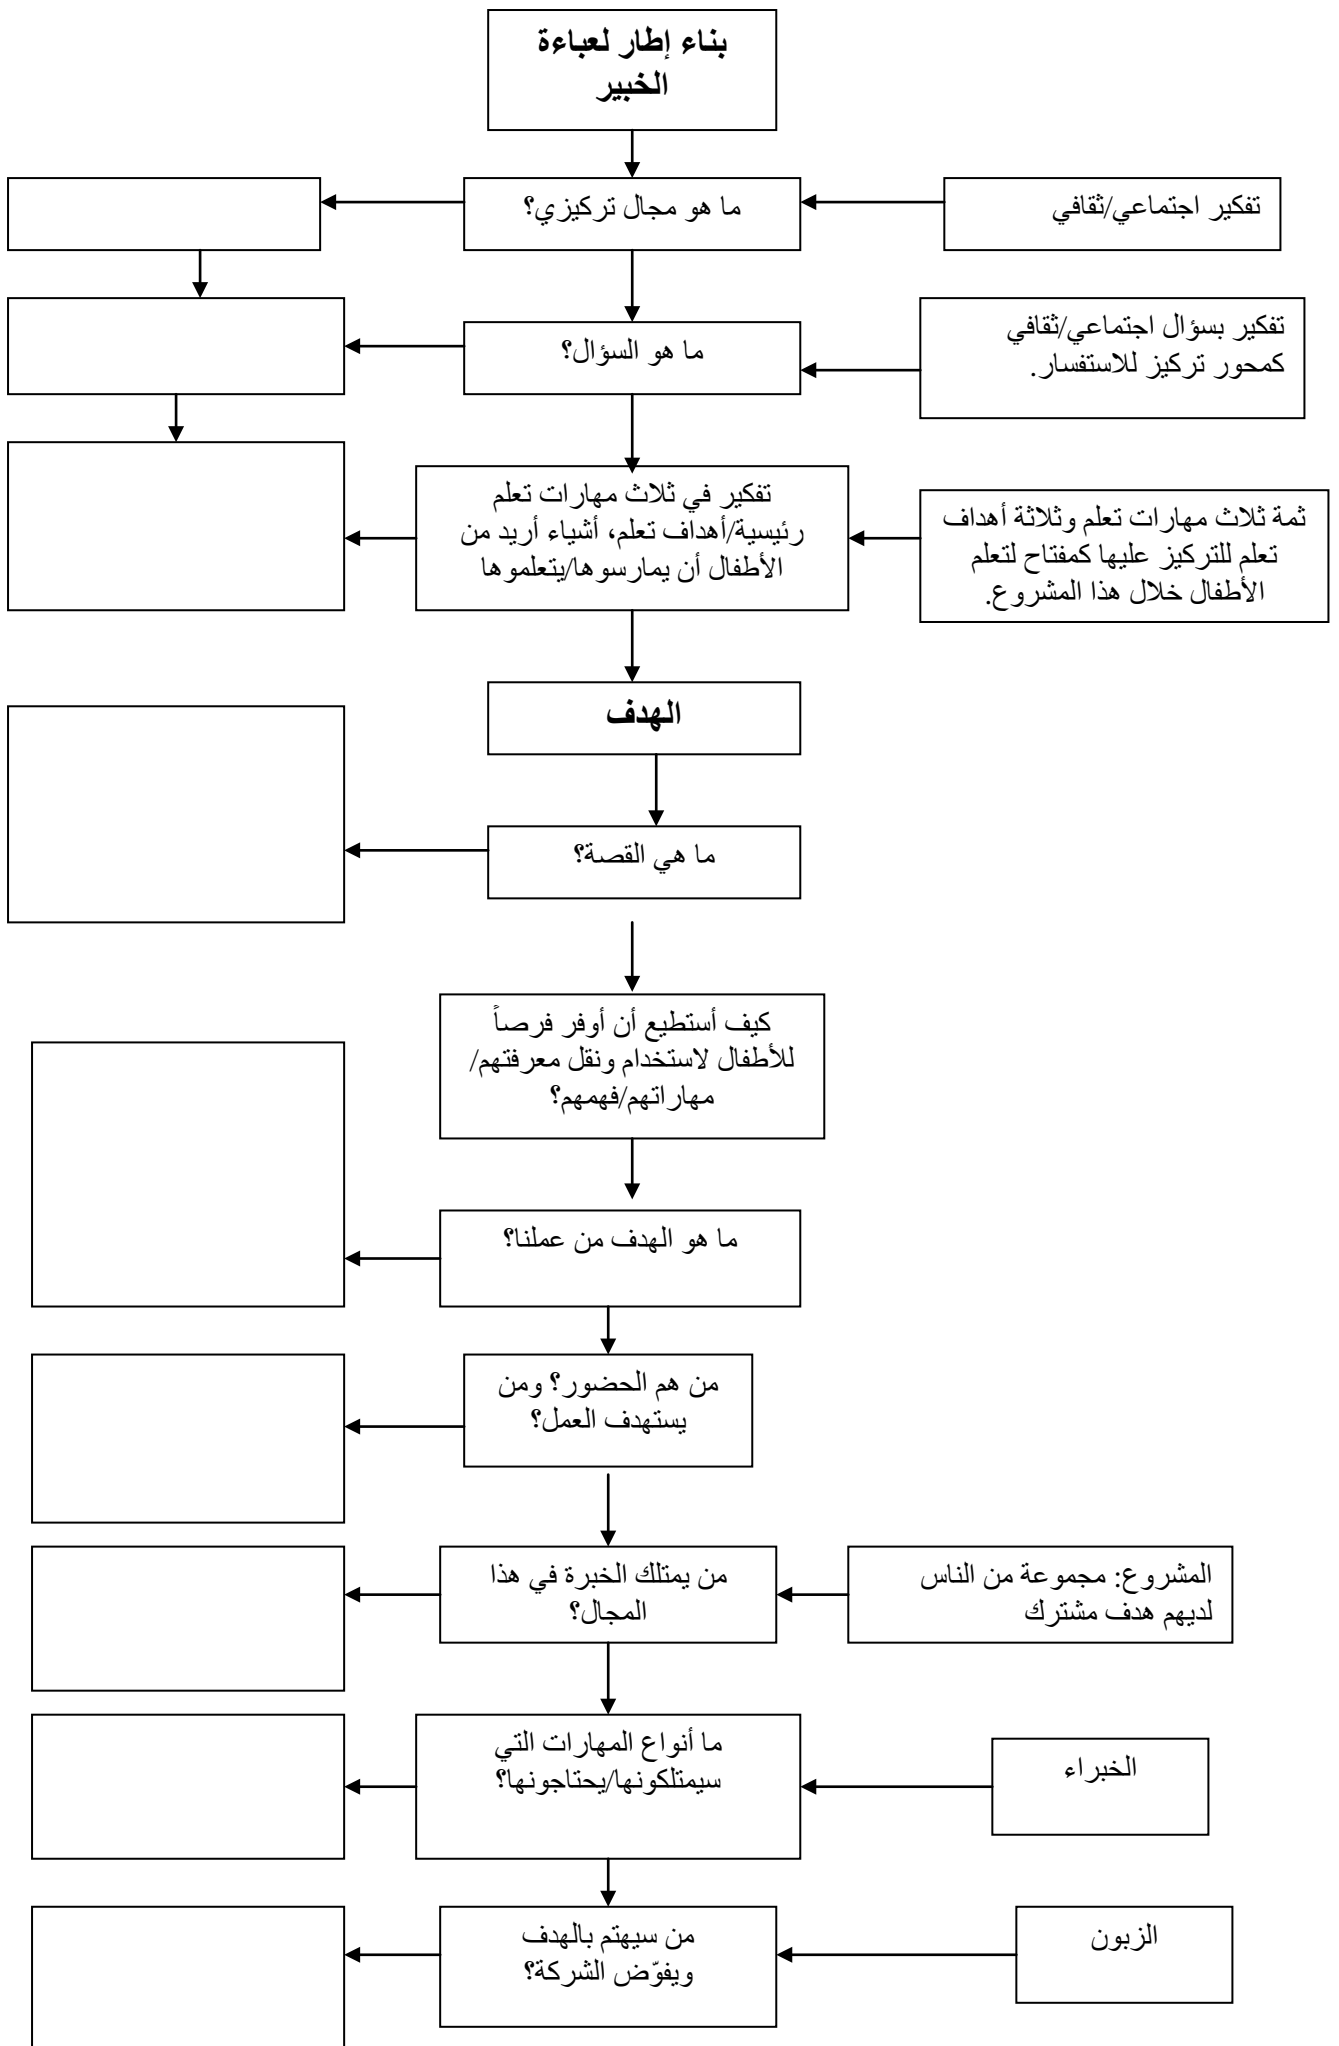 بناء إطار لعباءة
الخبير
تفكير اجتماعي/ثقافي
ما هو مجال تركيزي؟
تفكير بسؤال اجتماعي/ثقافي
كمحور تركيز للاستفسار.
ما هو السؤال؟
ثمة ثلاث مهارات تعلم وثلاثة أهداف
تعلم للتركيز عليها كمفتاح لتعلم
الأطفال خلال هذا المشروع.
تفكير في ثلاث مهارات تعلم
رئيسية/أهداف تعلم، أشياء أريد من
الأطفال أن يمارسوها/يتعلموها
الهدف
ما هي القصة؟
كيف أستطيع أن أوفر فرصاً
للأطفال لاستخدام ونقل معرفتهم/
مهاراتهم/فهمهم؟
ما هو الهدف من عملنا؟
من هم الحضور؟ ومن
يستهدف العمل؟
المشروع: مجموعة من الناس
لديهم هدف مشترك
من يمتلك الخبرة في هذا
المجال؟
الخبراء
ما أنواع المهارات التي
سيمتلكونها/يحتاجونها؟
الزبون
من سيهتم بالهدف
ويفوّض الشركة؟